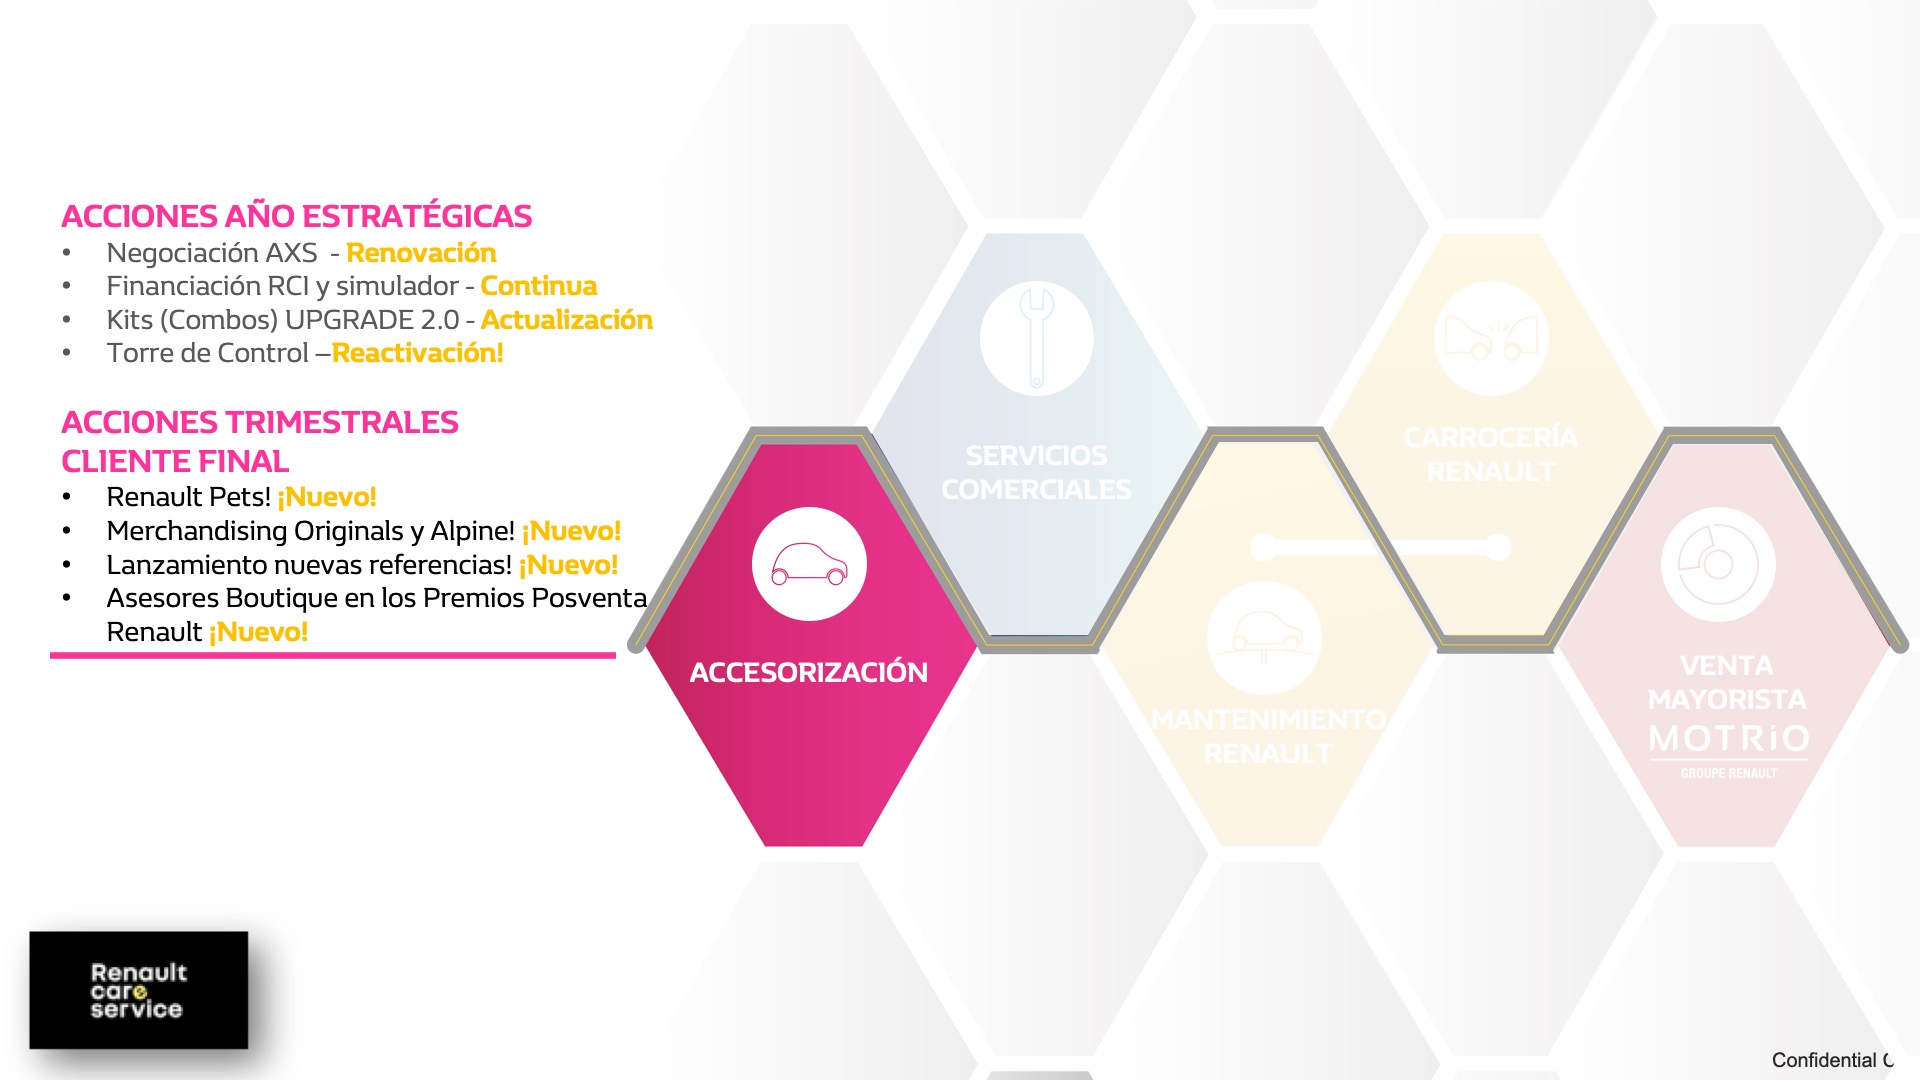 ACCIONES AÑO ESTRATÉGICAS
• Negociación AXS - Renovación
• Financiación RCI y simulador - Continua
• Kits (Combos) UPGRADE 2.0 - Actualización
• Torre de Control –Reactivación!
ACCIONES TRIMESTRALES
CLIENTE FINAL
• Renault Pets! ¡Nuevo!
• Merchandising Originals y Alpine! ¡Nuevo!
• Lanzamiento nuevas referencias! ¡Nuevo!
• Asesores Boutique en los Premios Posventa
Renault ¡Nuevo!
ACCESORIZACIÓN
SERVICIOS
COMERCIALES
MANTENIMIENTO
RENAULT
CARROCERÍA
RENAULT
VENTA
MAYORISTA
MOTRiO
GROUPE RENAULT
Renault
care
service
Confidential